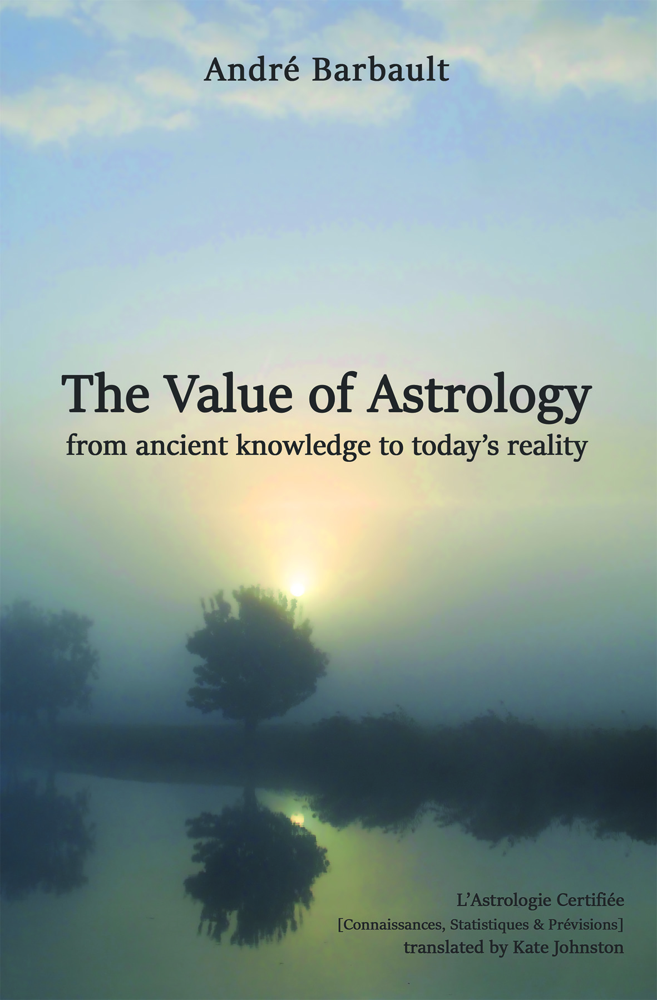 André Barbault
The Value of Astrology
from ancient knowledge to today’s reality
L’Astrologie Certifiée
[Connaissances, Statistiques & Prévisions]
translated by Kate Johnston